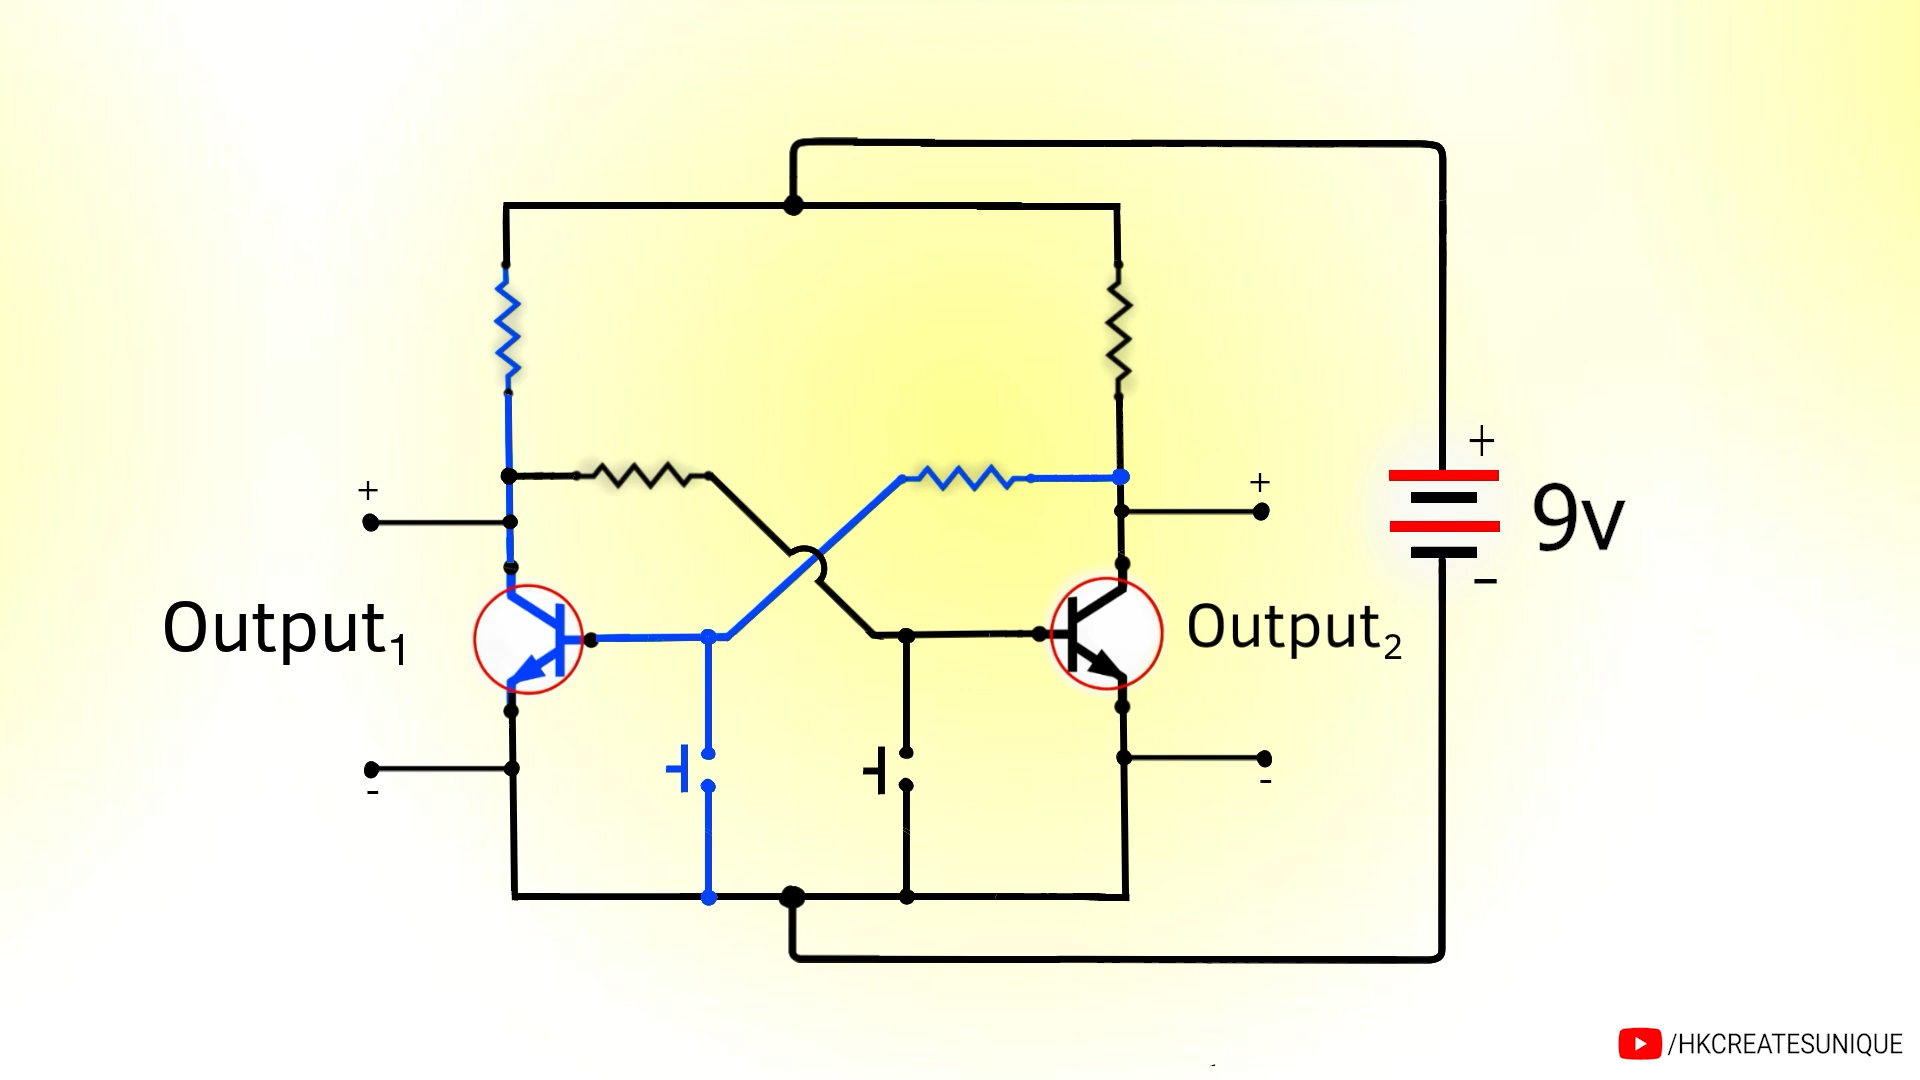 +
+
+
9v
−
Output₁
Output₂
-
-
/HKCREATESUNIQUE